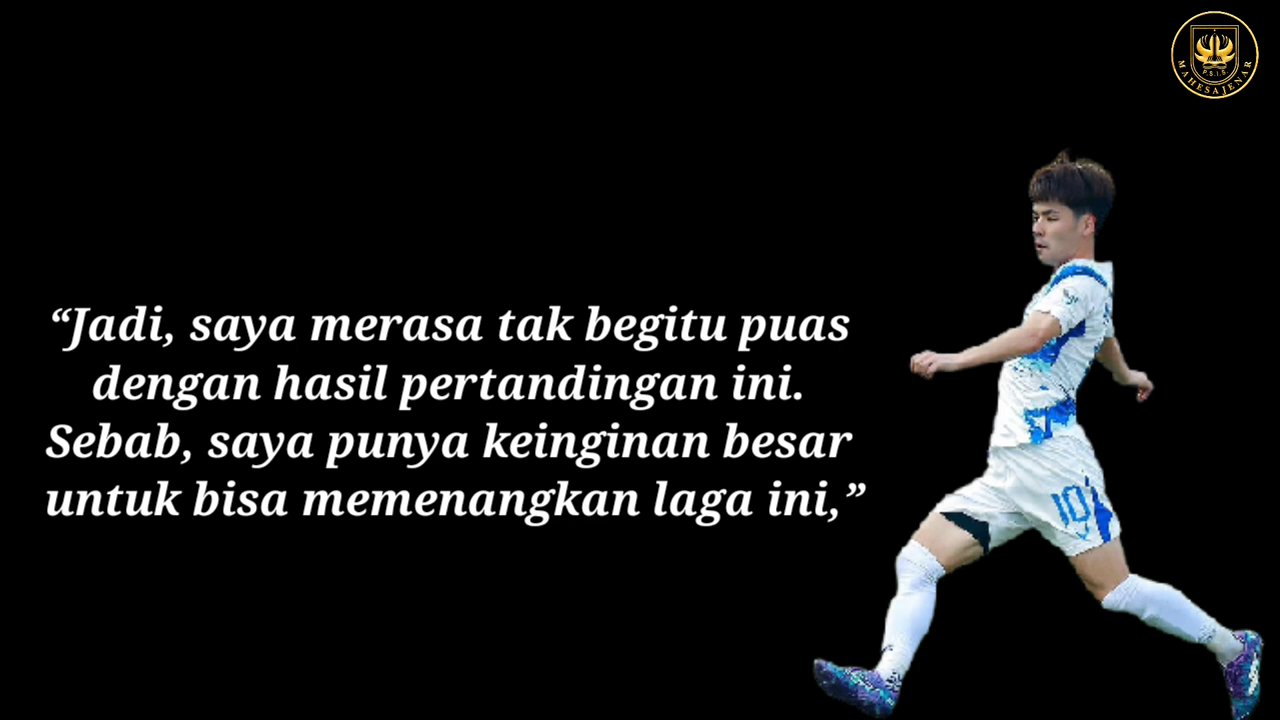 P.S.I.S
MAHESAJENAR
“Jadi, saya merasa tak begitu puas
dengan hasil pertandingan ini.
Sebab, saya punya keinginan besar
untuk bisa memenangkan laga ini,”
10